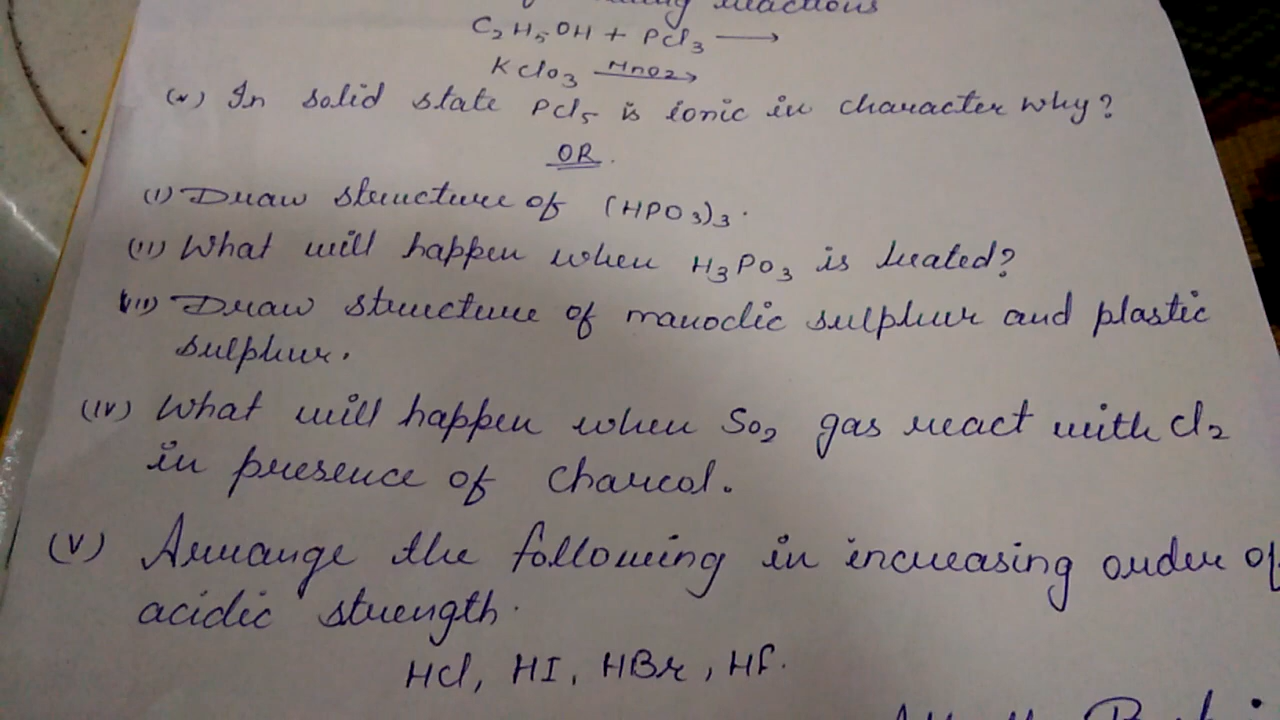 reactions
C2H5OH + PCl3 →
KClO3 MnO2→
(v) In solid state PCl5 is ionic in character why?
OR.
(i) Draw structure of (HPO3)3.
(ii) What will happen when H3PO3 is heated?
(iii) Draw structure of manoclic sulphur and plastic
sulphur.
(iv) What will happen when SO2 gas react with Cl2
in presence of Charcol.
(V) Arrange the following in increasing order of
acidic strength.
HCl, HI, HBr, HF.